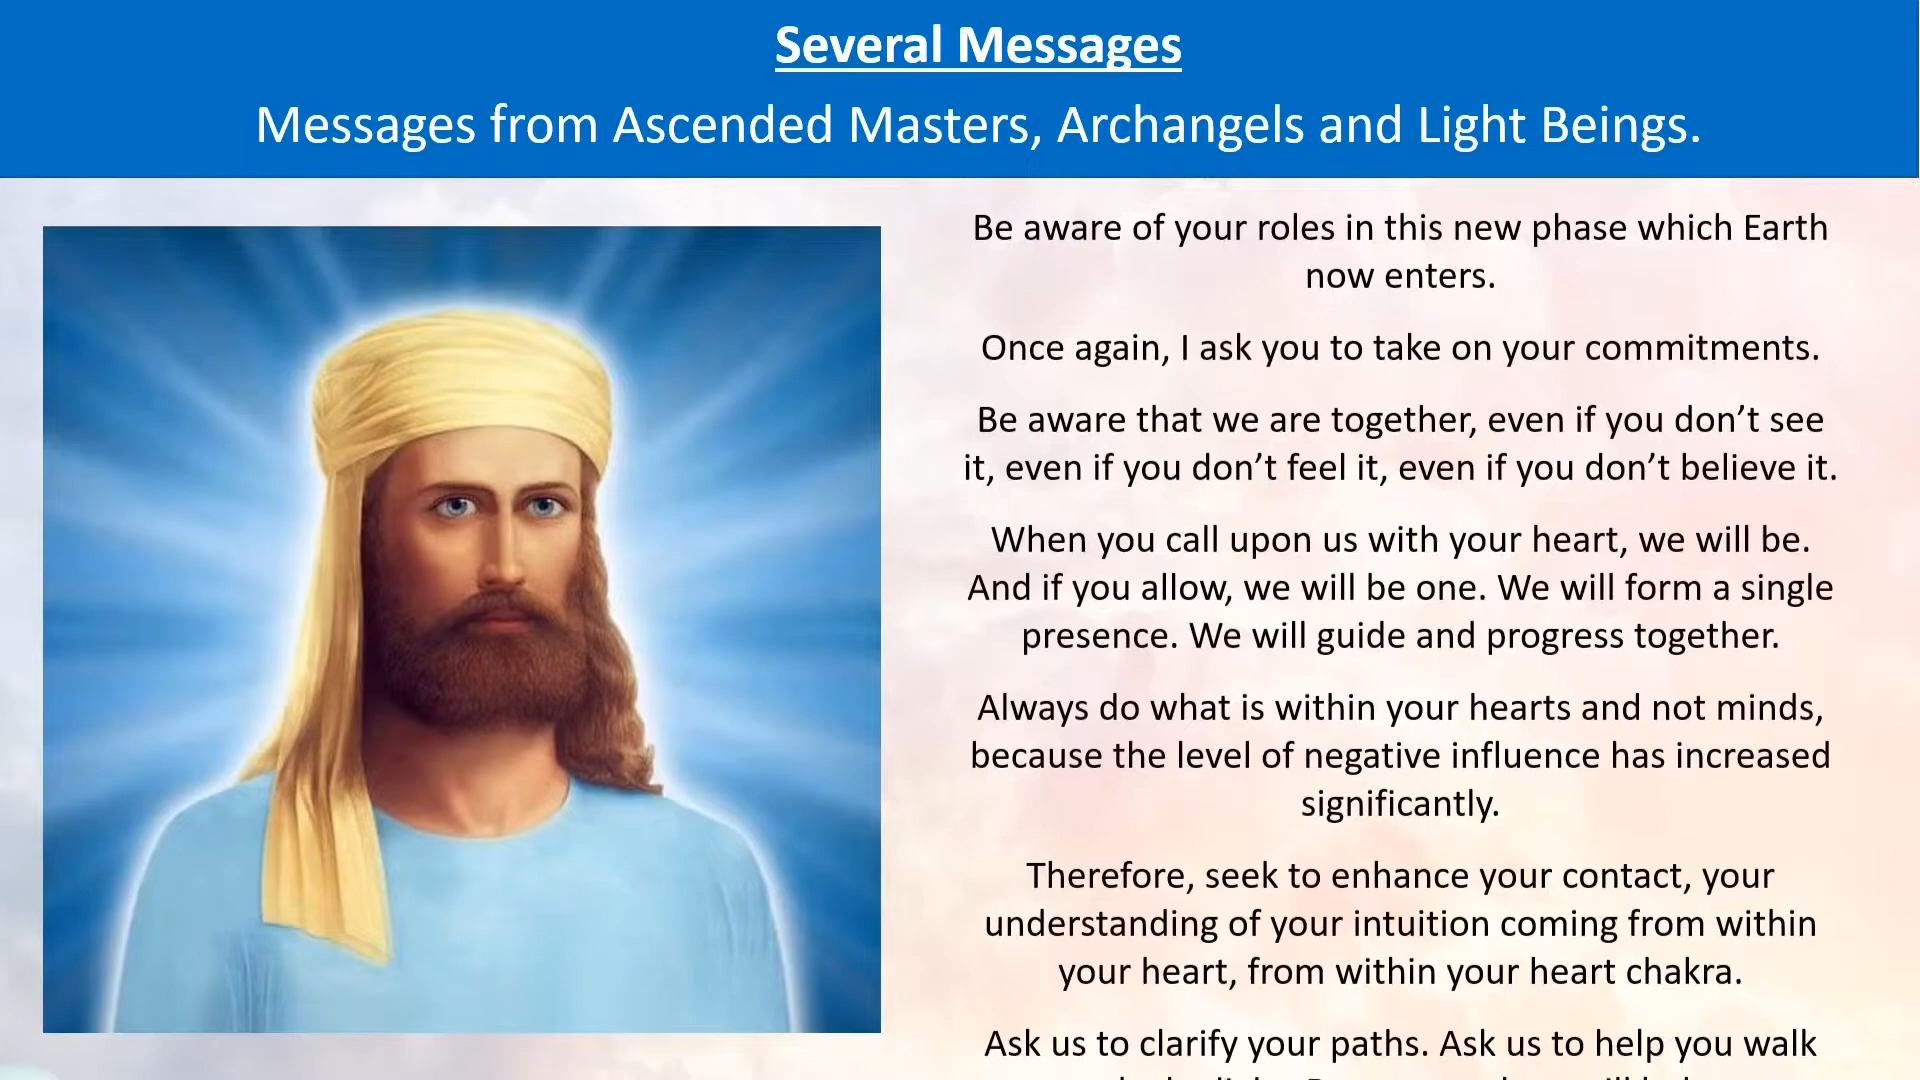 Several Messages
Messages from Ascended Masters, Archangels and Light Beings.
Be aware of your roles in this new phase which Earth
now enters.
Once again, I ask you to take on your commitments.
Be aware that we are together, even if you don’t see
it, even if you don’t feel it, even if you don’t believe it.
When you call upon us with your heart, we will be.
And if you allow, we will be one. We will form a single
presence. We will guide and progress together.
Always do what is within your hearts and not minds,
because the level of negative influence has increased
significantly.
Therefore, seek to enhance your contact, your
understanding of your intuition coming from within
your heart, from within your heart chakra.
Ask us to clarify your paths. Ask us to help you walk